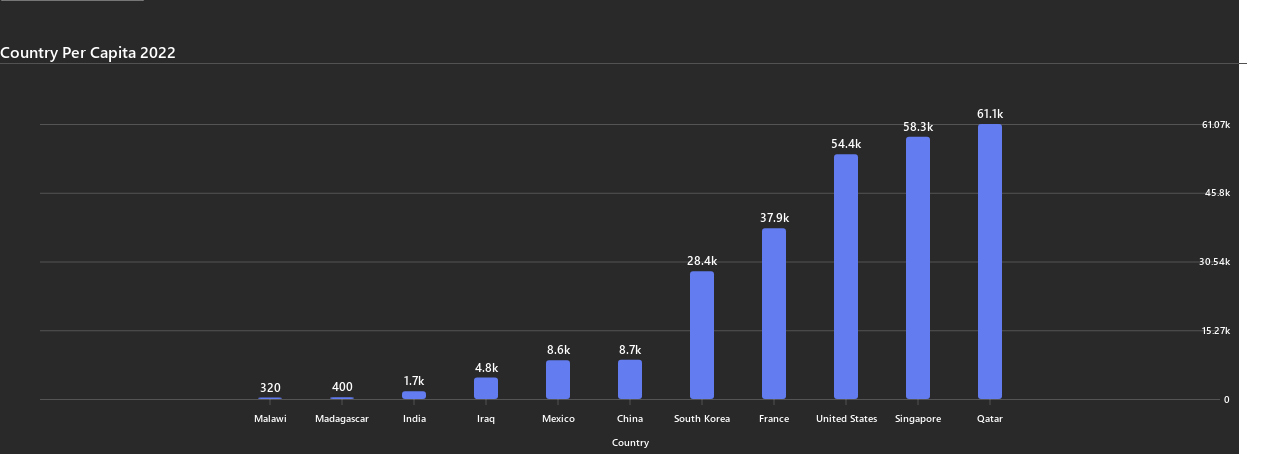 Country Per Capita 2022
61.1k
58.3k
61.07k
54.4k
45.8k
37.9k
28.4k
30.54k
15.27k
8.6k
8.7k
4.8k
1.7k
320
400
0
Malawi Madagascar India Iraq Mexico China South Korea France United States Singapore Qatar
Country